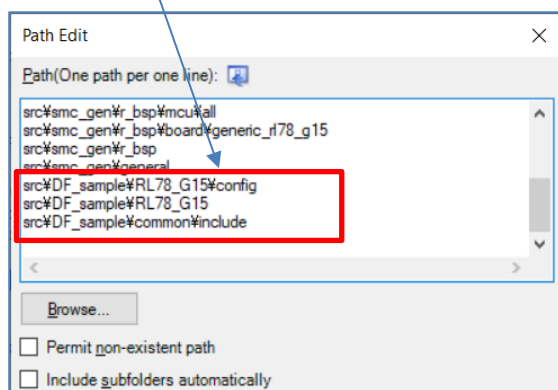 Path Edit
Path(One path per one line):
src¥smc_gen¥r_bsp¥mcu¥all
src¥smc_gen¥r_bsp¥board¥generic_rl78_g15
src¥smc_gen¥r_bsp
src¥smc_gen¥general
src¥DF_sample¥RL78_G15¥config
src¥DF_sample¥RL78_G15
src¥DF_sample¥common¥include
Browse...
Permit non-existent path
Include subfolders automatically